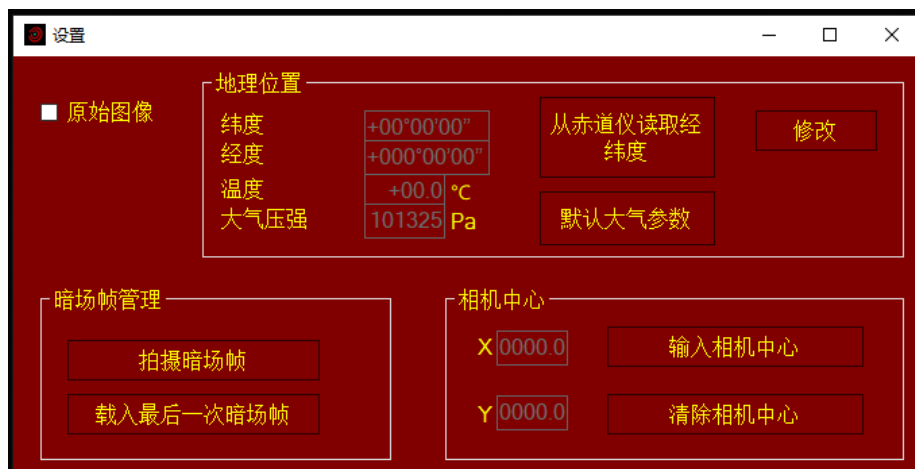 设置
原始图像
地理位置
纬度 +00°00'00”
经度 +000°00'00”
温度 +00.0 °C
大气压强 101325 Pa
从赤道仪读取经
纬度
修改
默认大气参数
暗场帧管理
拍摄暗场帧
载入最后一次暗场帧
相机中心
X 0000.0 输入相机中心
Y 0000.0 清除相机中心